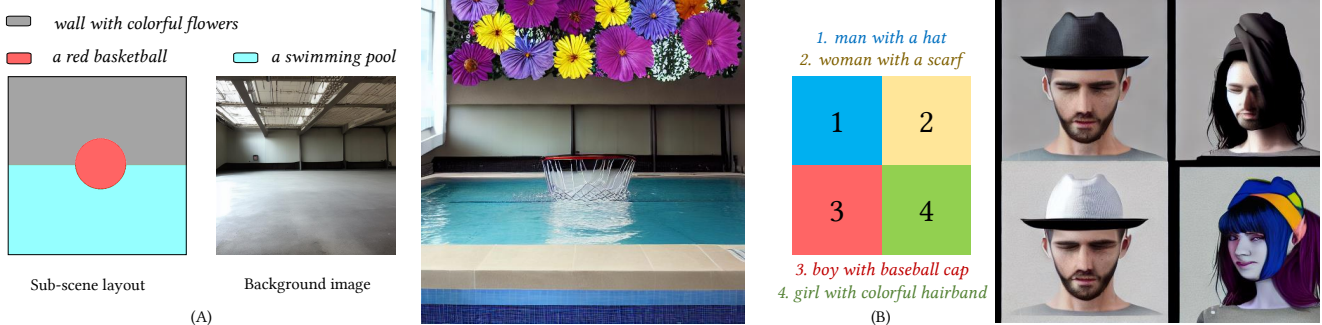 wall with colorful flowers
a red basketball
a swimming pool
Sub-scene layout
Background image
(A)
1. man with a hat
2. woman with a scarf
1
2
3
4
3. boy with baseball cap
4. girl with colorful hairband
(B)